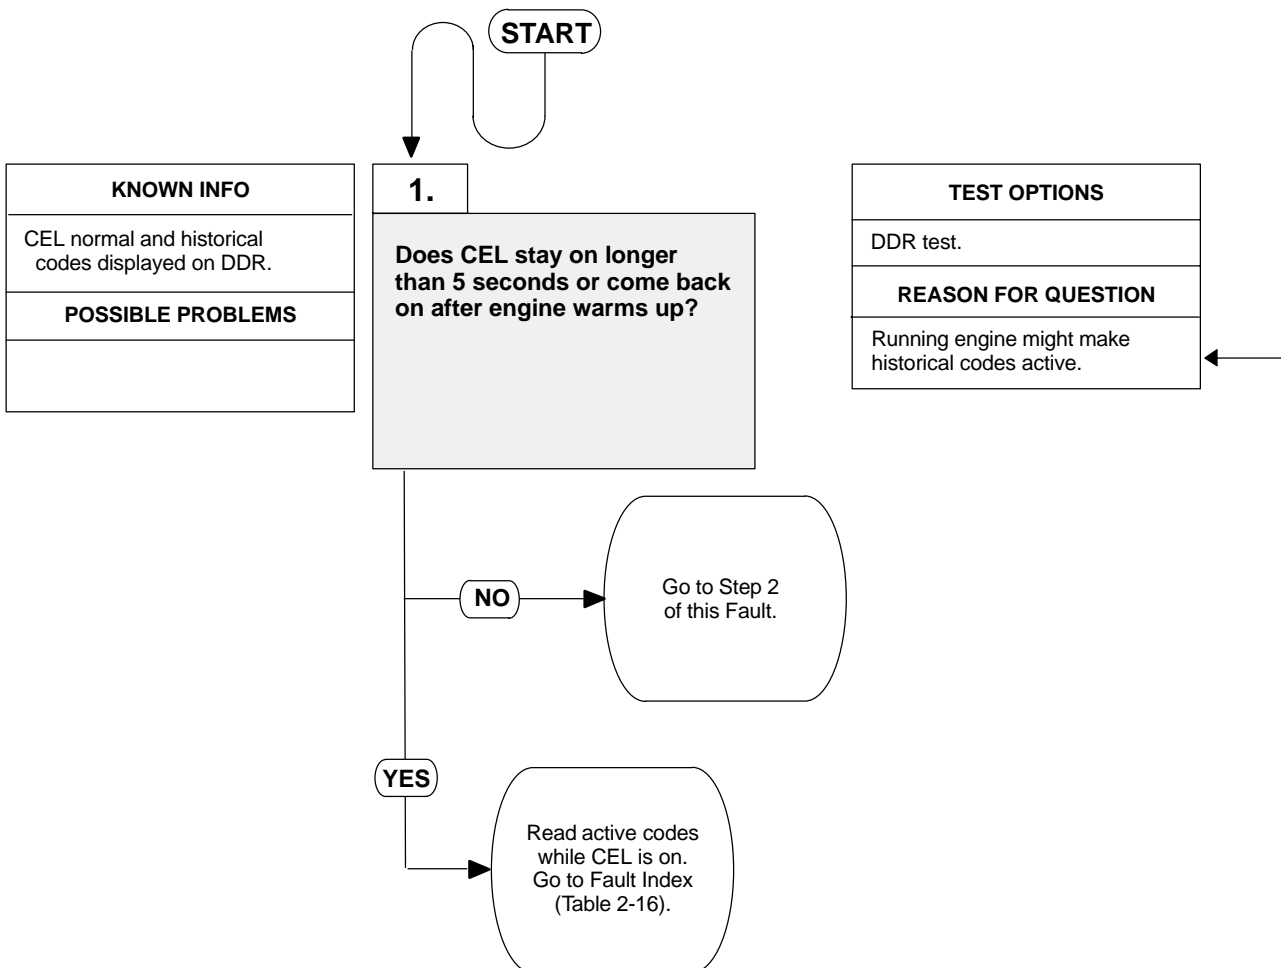 START
KNOWN INFO
CEL normal and historical
codes displayed on DDR.
POSSIBLE PROBLEMS
1.
Does CEL stay on longer
than 5 seconds or come back
on after engine warms up?
TEST OPTIONS
DDR test.
REASON FOR QUESTION
Running engine might make
historical codes active.
NO
Go to Step 2
of this Fault.
YES
Read active codes
while CEL is on.
Go to Fault Index
(Table 2-16).